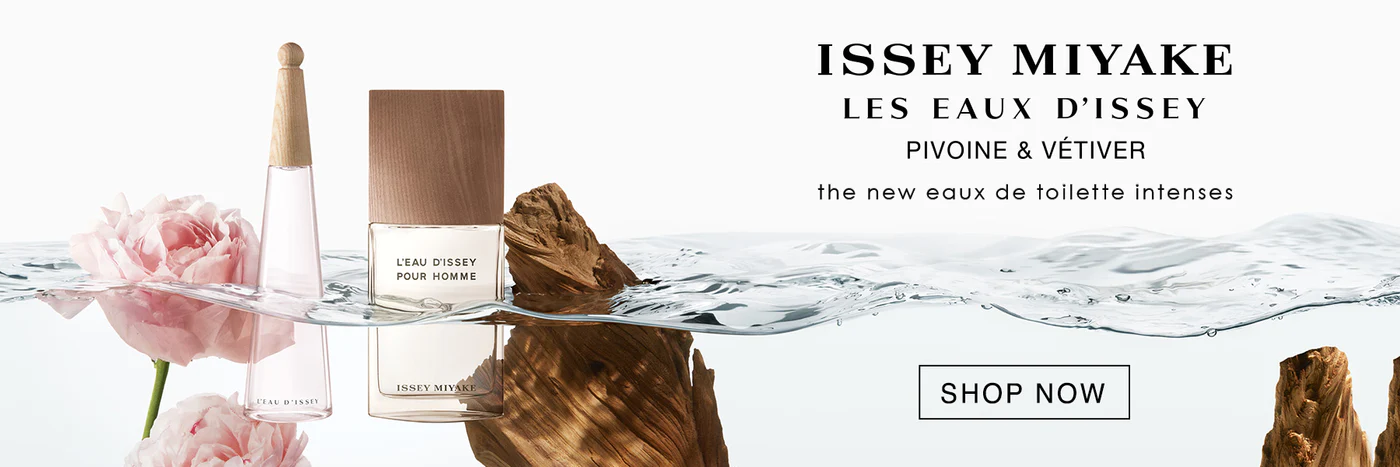 ISSEY MIYAKE
LES EAUX D'ISSEY
PIVOINE & VÉTIVER
the new eaux de toilette intenses
L'EAU D'ISSEY
POUR HOMME
ISSEY MIYAKE
L'EAU D'ISSEY
SHOP NOW